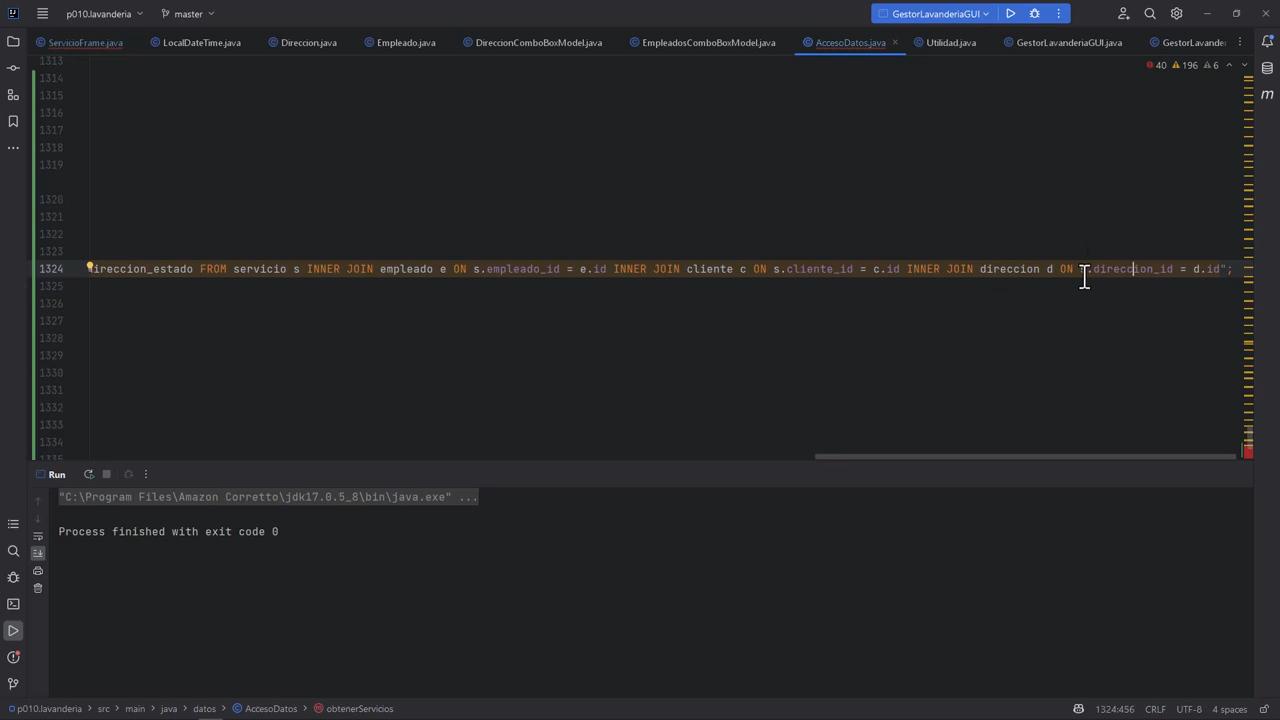 p010.lavanderia
master
GestorLavanderiaGUI
ServicioFrame.java
LocalDateTime.java
Direccion.java
Empleado.java
DireccionComboBoxModel.java
EmpleadosComboBoxModel.java
AccesoDatos.java
Utilidad.java
GestorLavanderiaGUI.java
GestorLavande
40 196 6
1313
1314
1315
1316
1317
1318
1319
1320
1321
1322
1323
1324 ireccion_estado FROM servicio s INNER JOIN empleado e ON s.empleado_id = e.id INNER JOIN cliente c ON s.cliente_id = c.id INNER JOIN direccion d ON .direccion_id = d.id";
1325
1326
1327
1328
1329
1330
1331
1332
1333
1334
1335
Run
"C:\Program Files\Amazon Corretto\jdk17.0.5_8\bin\java.exe" ...
Process finished with exit code 0
p010.lavanderia > src > main > java > datos > AccesoDatos > obtenerServicios
1324:456 CRLF UTF-8 4 spaces